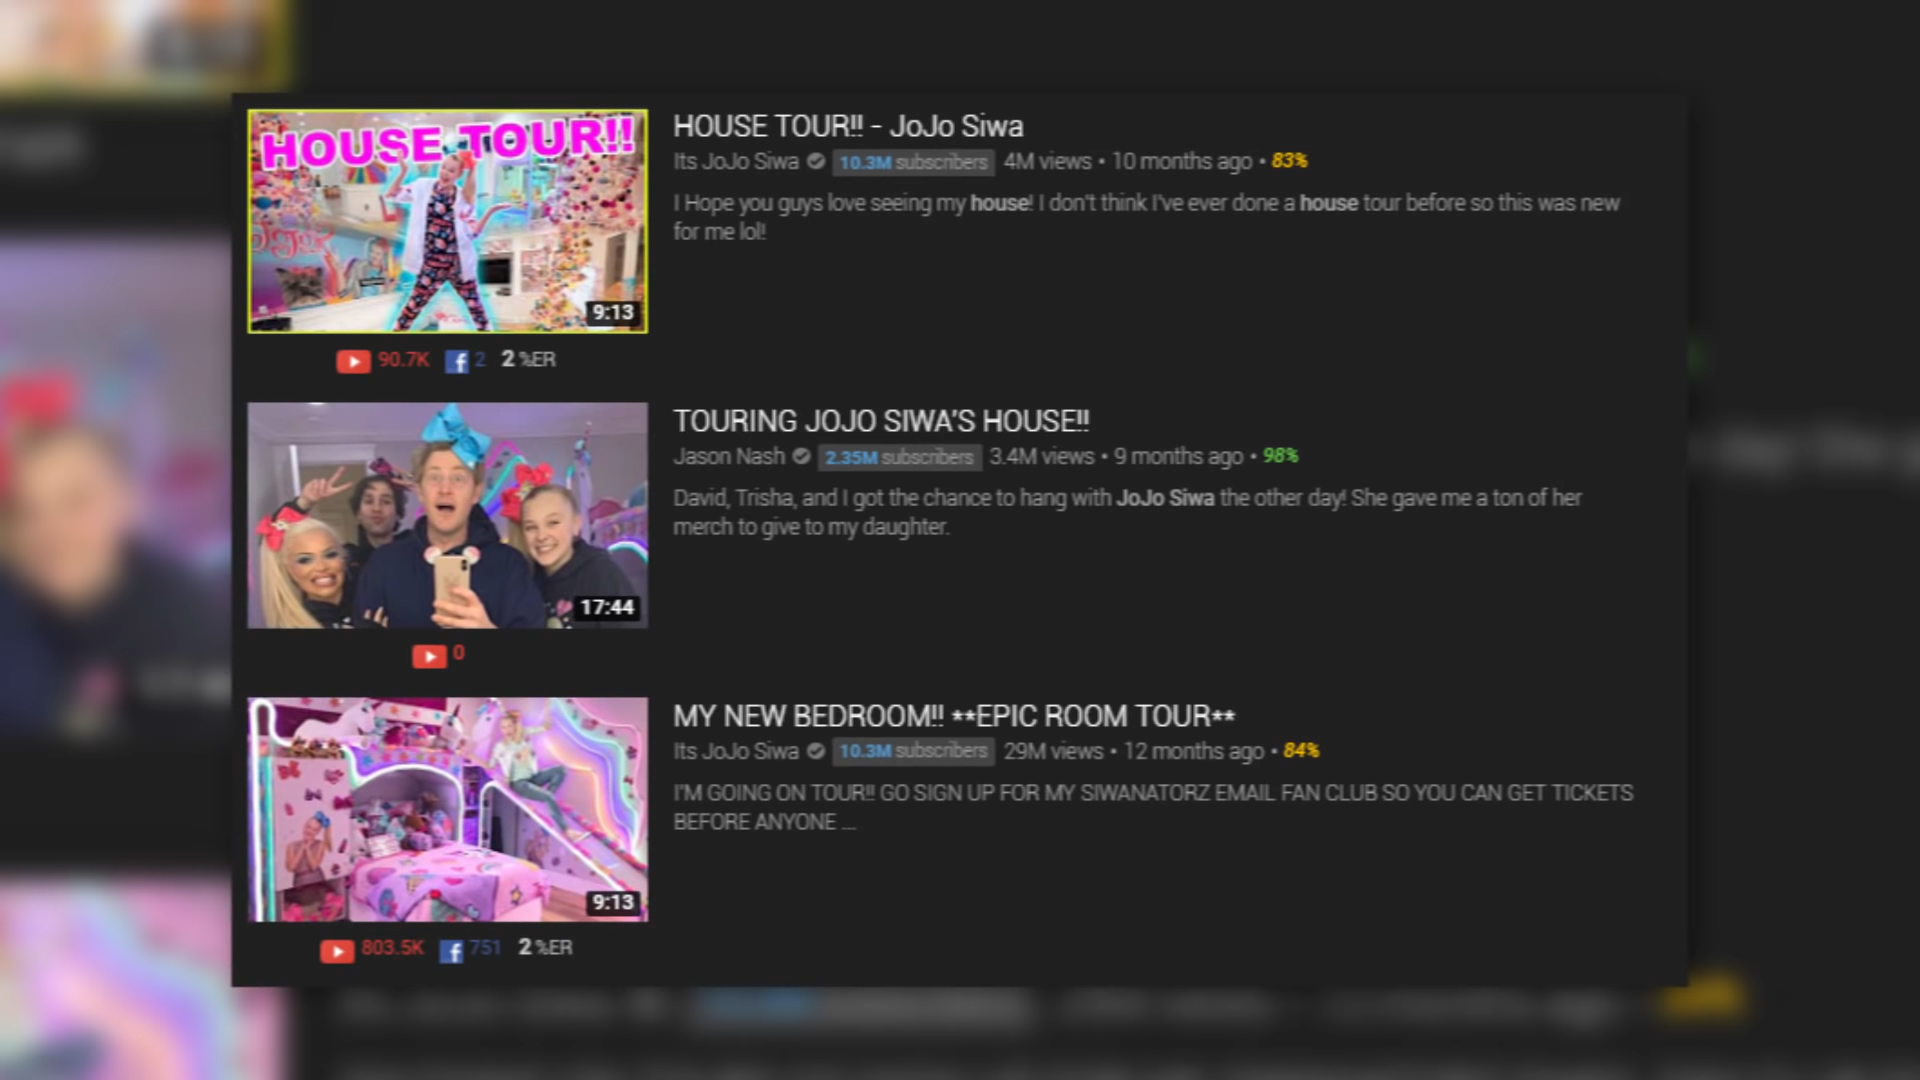 HOUSE TOUR!!
9:13
90.7K 2 2 %ER
HOUSE TOUR!! - JoJo Siwa
Its JoJo Siwa 10.3M subscribers 4M views • 10 months ago • 83%
I Hope you guys love seeing my house! I don't think I've ever done a house tour before so this was new
for me lol!
17:44
0
TOURING JOJO SIWA'S HOUSE!!
Jason Nash 2.35M subscribers 3.4M views • 9 months ago • 98%
David, Trisha, and I got the chance to hang with JoJo Siwa the other day! She gave me a ton of her
merch to give to my daughter.
9:13
803.5K 751 2 %ER
MY NEW BEDROOM!! **EPIC ROOM TOUR**
Its JoJo Siwa 10.3M subscribers 29M views • 12 months ago • 84%
I'M GOING ON TOUR!! GO SIGN UP FOR MY SIWANATORZ EMAIL FAN CLUB SO YOU CAN GET TICKETS
BEFORE ANYONE ...